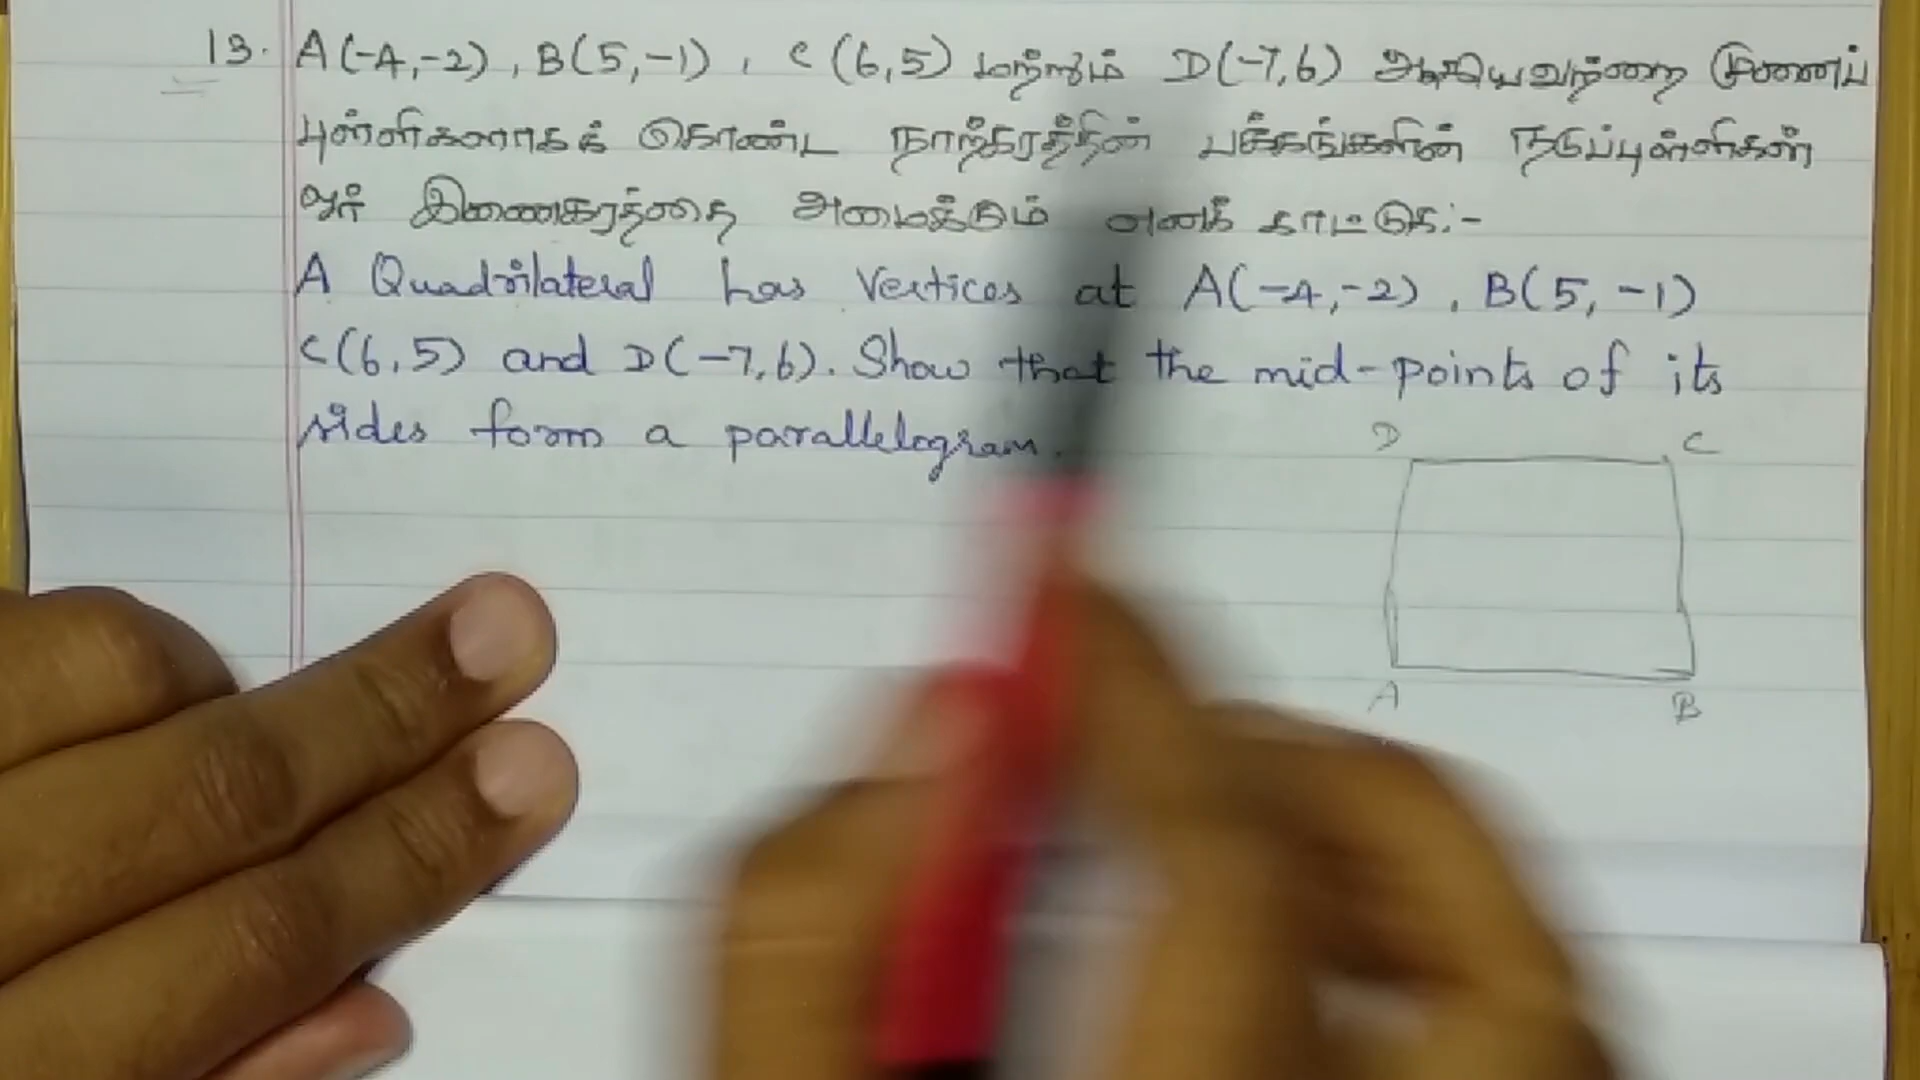 13. A(-4,-2), B(5,-1), C(6,5) மற்றும் D(-7,6) ஆகியவற்றை முனைப்
புள்ளிகளாகக் கொண்ட நாற்கரத்தின் பக்கங்களின் நடுப்புள்ளிகள்
ஓர் இணைகரத்தை அமைக்கும் எனக் காட்டுக:-
A Quadrilateral has Vertices at A(-4,-2), B(5,-1)
C(6,5) and D(-7,6). Show that the mid-points of its
sides form a parallelogram.
D C
A B